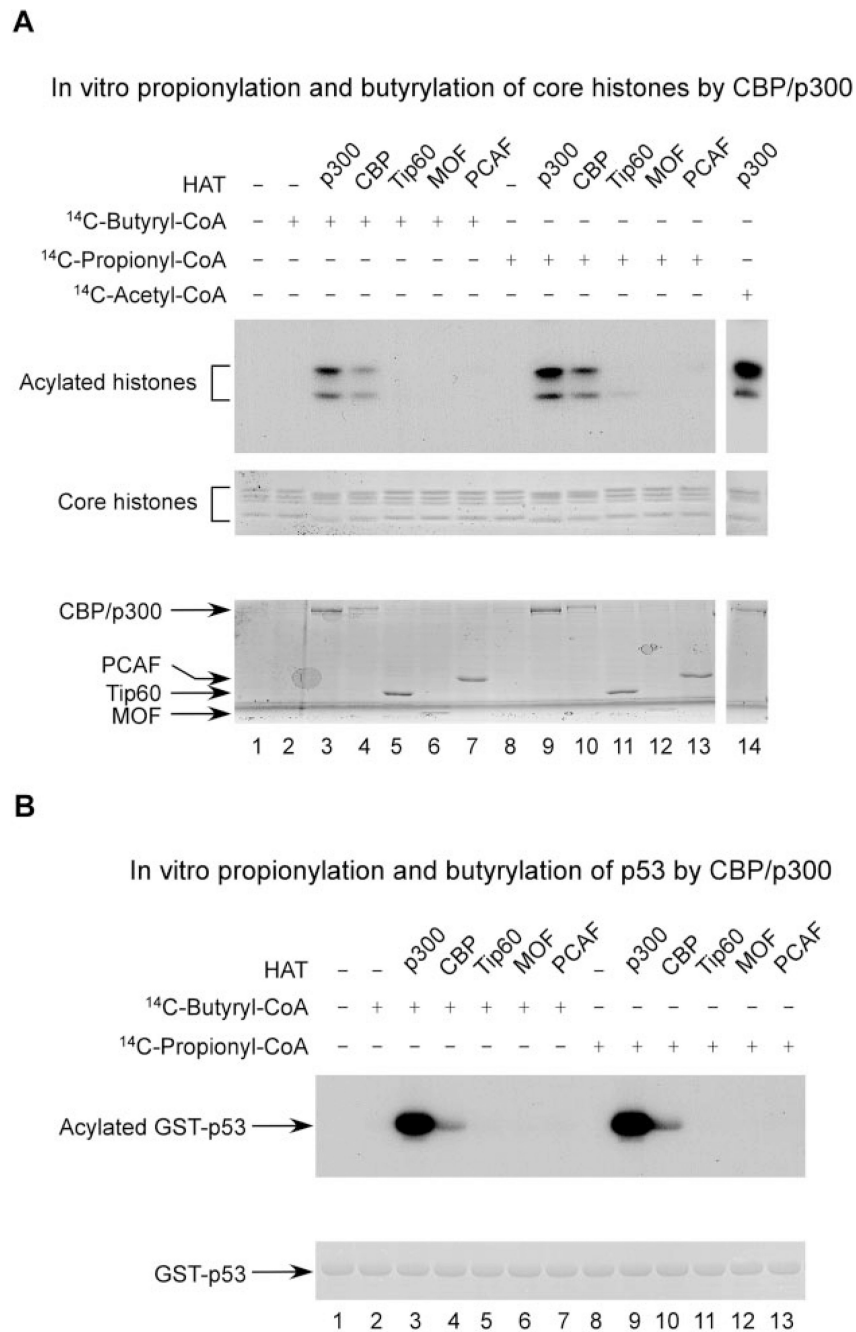 A
In vitro propionylation and butyrylation of core histones by CBP/p300
HAT – – p300 CBP Tip60 MOF PCAF – p300 CBP Tip60 MOF PCAF p300
¹⁴C-Butyryl-CoA – + + + + + + – – – – – – –
¹⁴C-Propionyl-CoA – – – – – – – + + + + + + –
¹⁴C-Acetyl-CoA – – – – – – – – – – – – – +
Acylated histones
Core histones
CBP/p300
PCAF
Tip60
MOF
1 2 3 4 5 6 7 8 9 10 11 12 13 14
B
In vitro propionylation and butyrylation of p53 by CBP/p300
HAT – – p300 CBP Tip60 MOF PCAF – p300 CBP Tip60 MOF PCAF
¹⁴C-Butyryl-CoA – + + + + + + – – – – – –
¹⁴C-Propionyl-CoA – – – – – – – + + + + + +
Acylated GST-p53
GST-p53
1 2 3 4 5 6 7 8 9 10 11 12 13